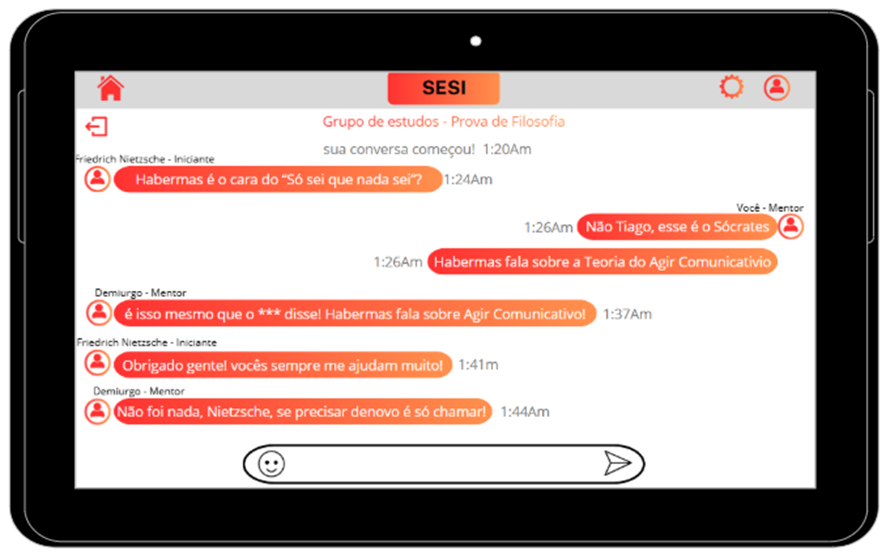 SESI
Grupo de estudos - Prova de Filosofia
sua conversa começou! 1:20Am
Friedrich Nietzsche - Iniciante
Habermas é o cara do “Só sei que nada sei”? 1:24Am
Você - Mentor
1:26Am Não Tiago, esse é o Sócrates
1:26Am Habermas fala sobre a Teoria do Agir Comunicativio
Demiurgo - Mentor
é isso mesmo que o *** disse! Habermas fala sobre Agir Comunicativo! 1:37Am
Friedrich Nietzsche - Iniciante
Obrigado gente! vocês sempre me ajudam muito! 1:41m
Demiurgo - Mentor
Não foi nada, Nietzsche, se precisar denovo é só chamar! 1:44Am